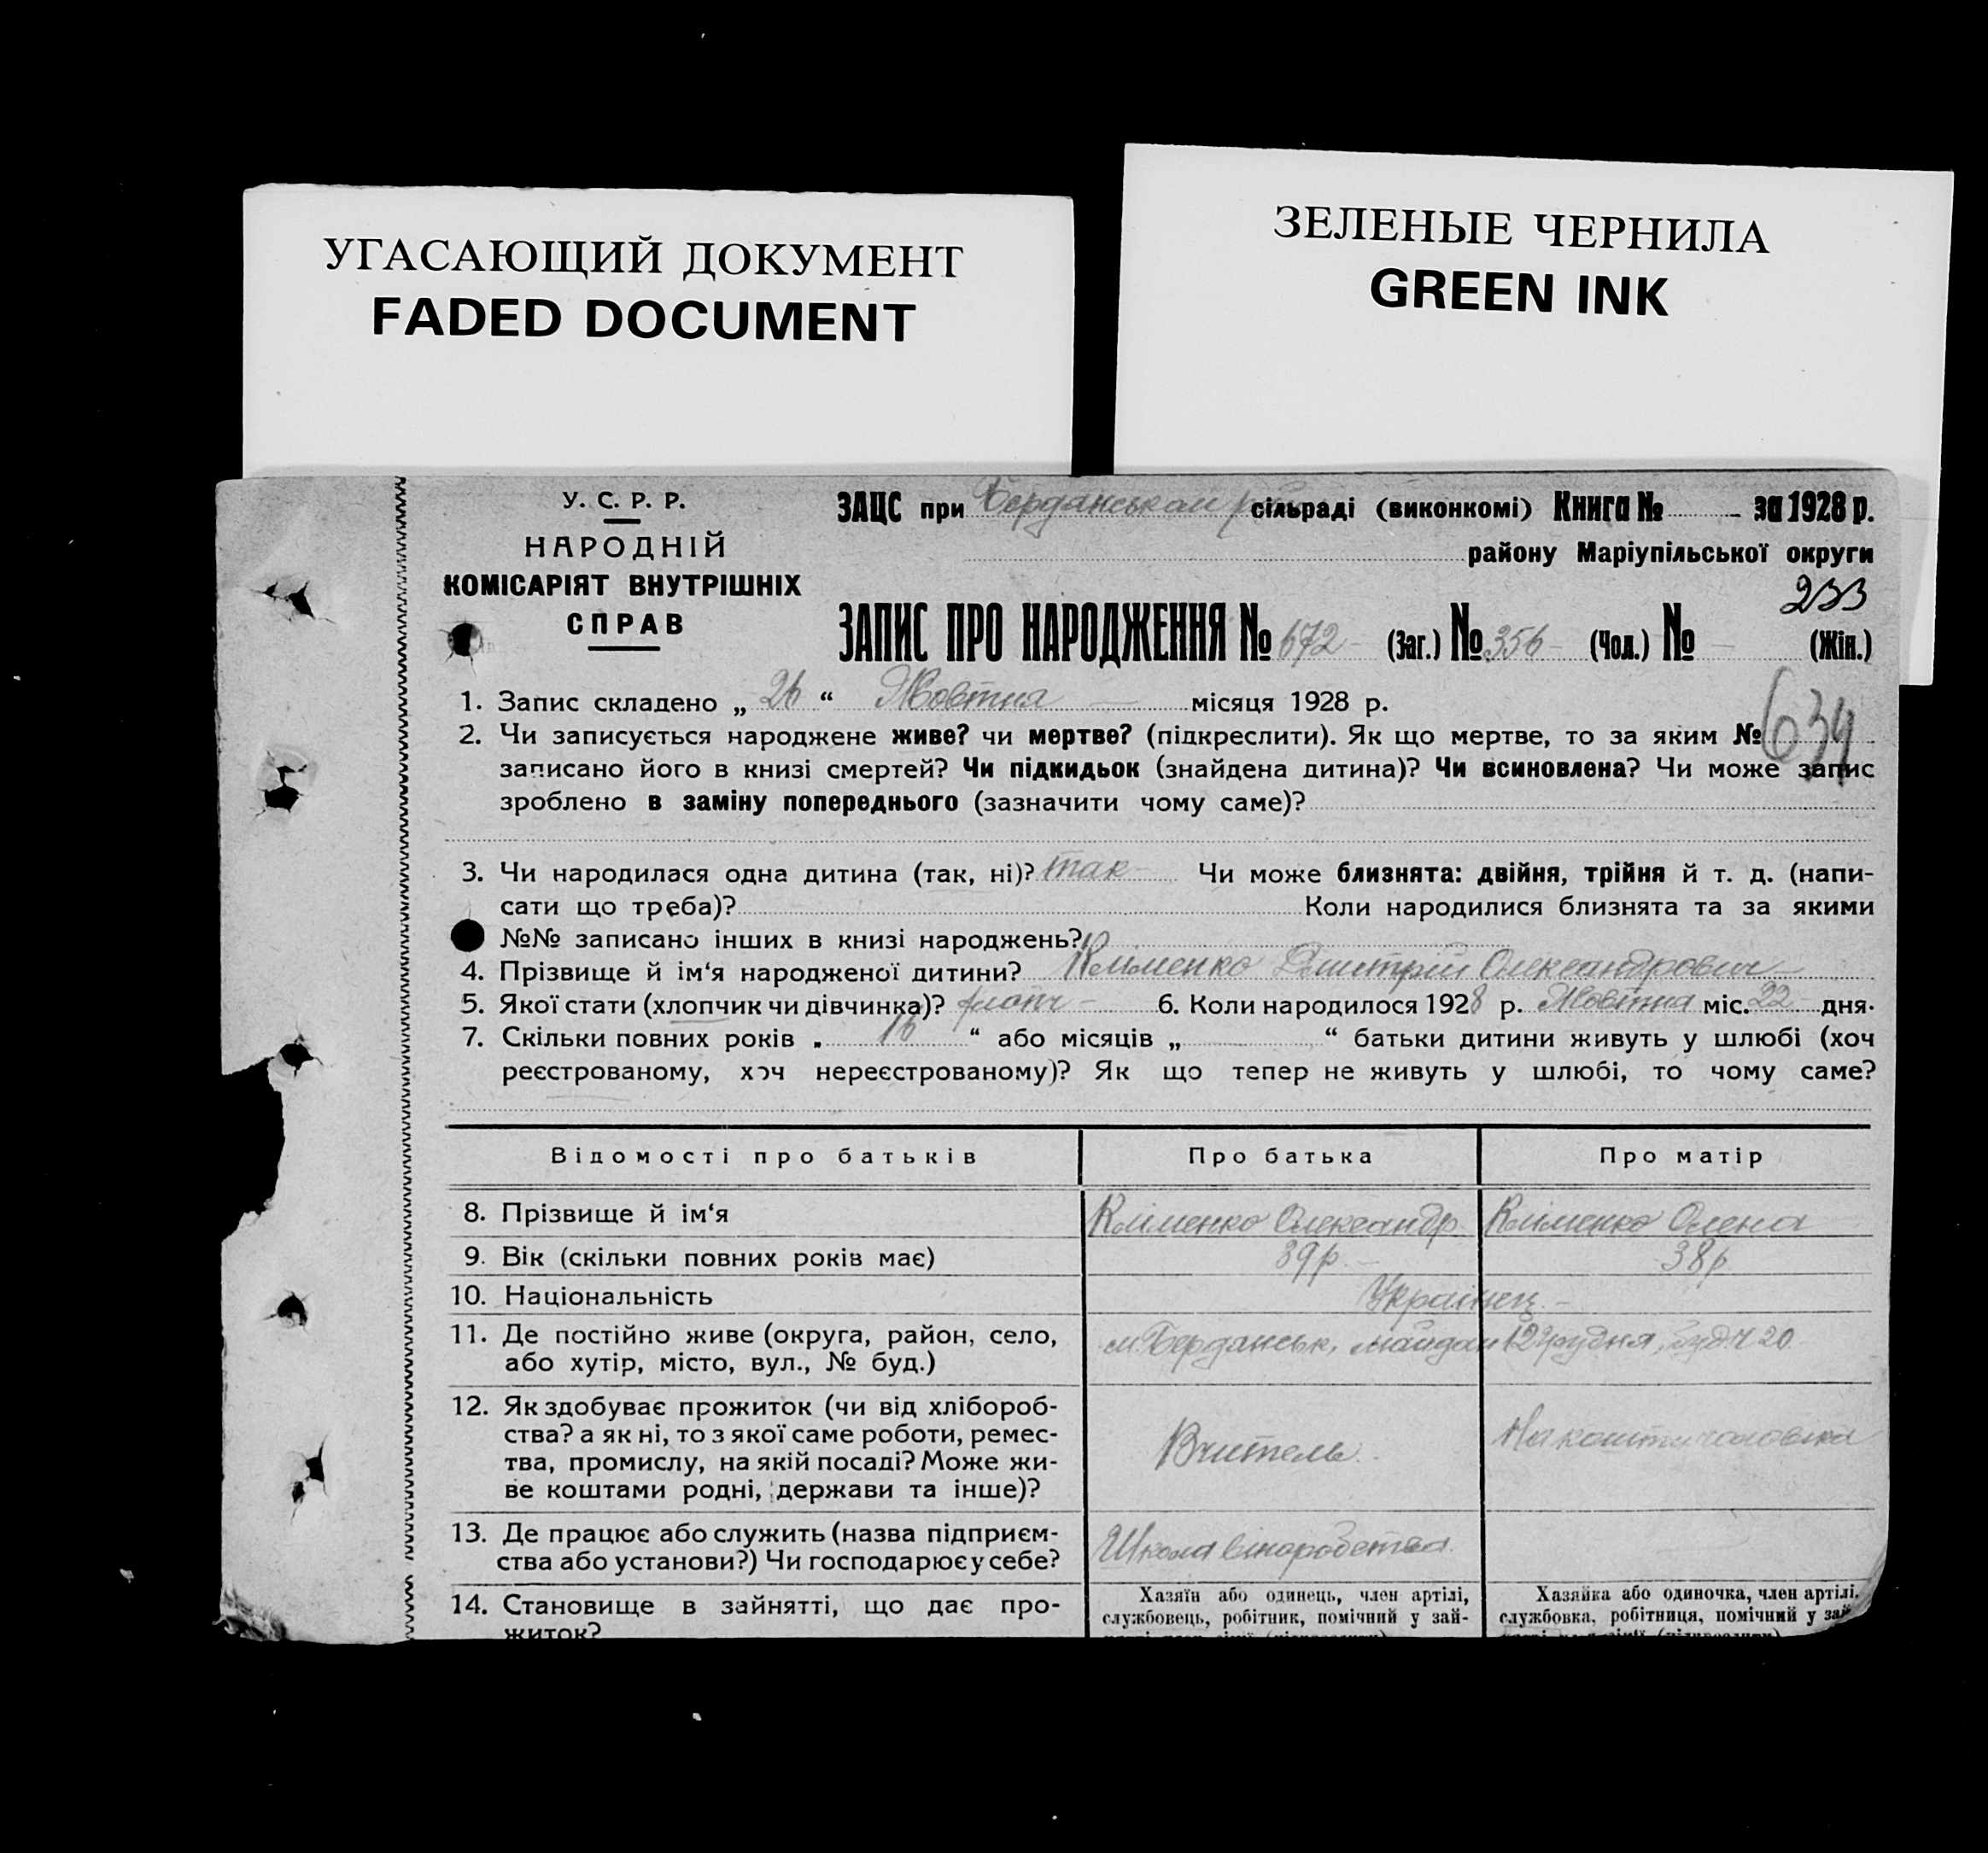 УГАСАЮЩИЙ ДОКУМЕНТ
FADED DOCUMENT
ЗЕЛЕНЫЕ ЧЕРНИЛА
GREEN INK
У. С. Р. Р.
НАРОДНІЙ
КОМІСАРІЯТ ВНУТРІШНІХ
СПРАВ
ЗАЦС при Бердянськом сільраді (виконкомі) Книга № за 1928 р.
району Маріупільської округи
233
ЗАПИС ПРО НАРОДЖЕННЯ № 672 - (Заг.) № 356 - (Чол.) № - (Жін.)
1. Запис складено „ 26 “ Жовтня — місяця 1928 р.
634
2. Чи записується народжене живе? чи мертве? (підкреслити). Як що мертве, то за яким №
записано його в книзі смертей? Чи підкидьок (знайдена дитина)? Чи всиновлена? Чи може запис
зроблено в заміну попереднього (зазначити чому саме)?
3. Чи народилася одна дитина (так, ні)? так - Чи може близнята: двійня, трійня й т. д. (напи-
сати що треба)? Коли народилися близнята та за якими
№№ записано інших в книзі народжень?
4. Прізвище й ім‘я народженої дитини? Кліменко Дмитрій Олександрович -
5. Якої стати (хлопчик чи дівчинка)? хлопч - 6. Коли народилося 1928 р. Жовтня міс. 22 - дня.
7. Скільки повних років „ 16 “ або місяців „ “ батьки дитини живуть у шлюбі (хоч
реєстрованому, хоч нереєстрованому)? Як що тепер не живуть у шлюбі, то чому саме?
Відомості про батьків Про батька Про матір
8. Прізвище й ім‘я Кліменко Олександр Кліменко Олена
9. Вік (скільки повних років має) 39 р. - 38 р
10. Національність Українец. -
11. Де постійно живе (округа, район, село,
або хутір, місто, вул., № буд.) м. Бердянськ, майдан 12 Грудня, буд Ч 20
12. Як здобуває прожиток (чи від хлібороб-
ства? а як ні, то з якої саме роботи, ремес-
тва, промислу, на якій посаді? Може жи-
ве коштами родні, держави та інше)? Вчитель. На кошти чоловіка
13. Де працює або служить (назва підприєм-
ства або установи?) Чи господарює у себе? Школа виноробства.
14. Становище в зайнятті, що дає про-
житок?
Хазяїн або одинець, член артілі,
службовець, робітник, помічний у зай-
Хазяйка або одиночка, член артілі.
службовка, робітниця, помічний у зай-